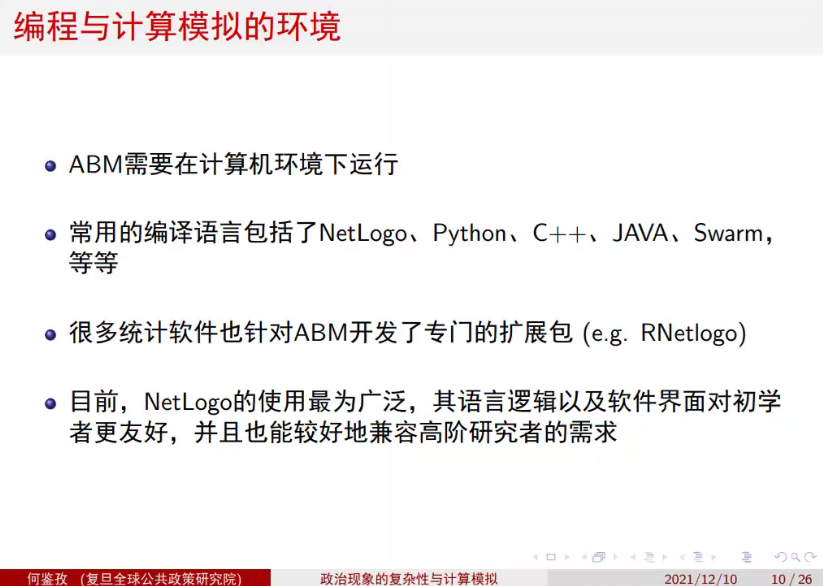 编程与计算模拟的环境
ABM需要在计算机环境下运行
常用的编译语言包括了NetLogo、Python、C++、JAVA、Swarm，
等等
很多统计软件也针对ABM开发了专门的扩展包 (e.g. RNetlogo)
目前，NetLogo的使用最为广泛，其语言逻辑以及软件界面对初学
者更友好，并且也能较好地兼容高阶研究者的需求
何鉴孜 （复旦全球公共政策研究院) 政治现象的复杂性与计算模拟 2021/12/10 10 / 26